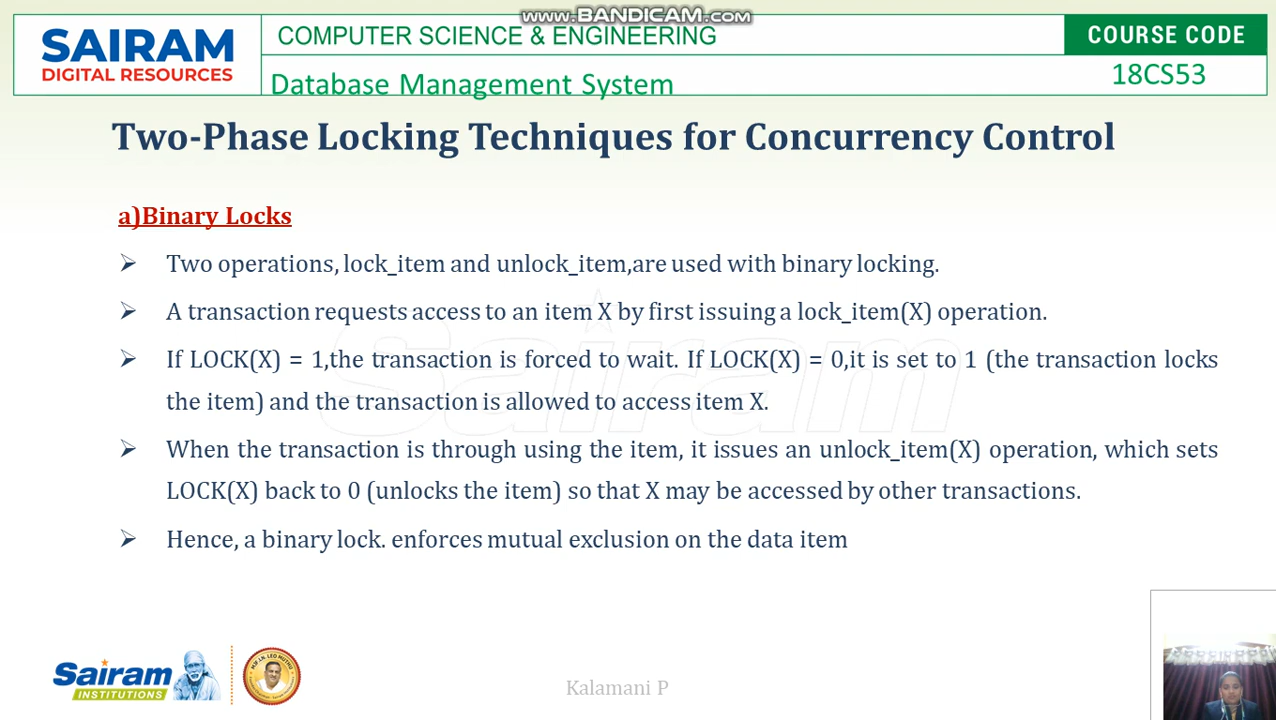 www.BANDICAM.com
SAIRAM
DIGITAL RESOURCES
COMPUTER SCIENCE & ENGINEERING
COURSE CODE
Database Management System
18CS53
Two-Phase Locking Techniques for Concurrency Control
a)Binary Locks
➢ Two operations, lock_item and unlock_item,are used with binary locking.
➢ A transaction requests access to an item X by first issuing a lock_item(X) operation.
➢ If LOCK(X) = 1,the transaction is forced to wait. If LOCK(X) = 0,it is set to 1 (the transaction locks
the item) and the transaction is allowed to access item X.
➢ When the transaction is through using the item, it issues an unlock_item(X) operation, which sets
LOCK(X) back to 0 (unlocks the item) so that X may be accessed by other transactions.
➢ Hence, a binary lock. enforces mutual exclusion on the data item
Sairam
Sairam
INSTITUTIONS
Kalamani P